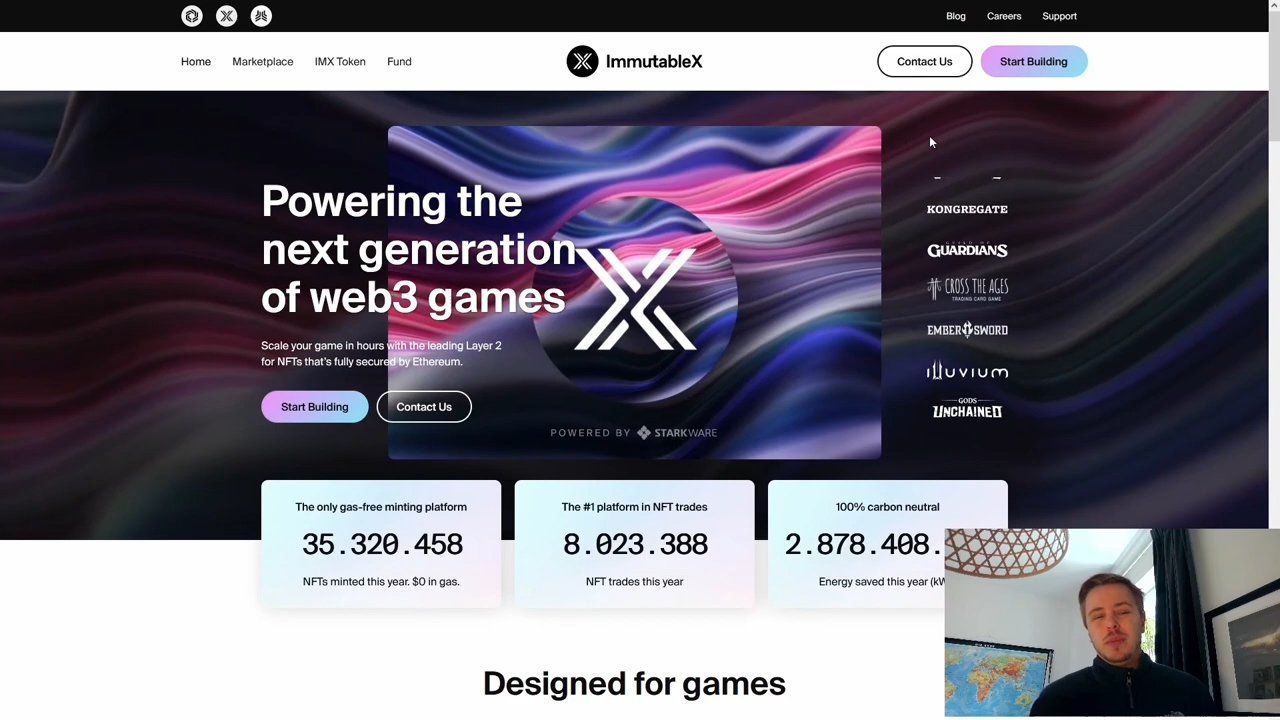 Blog
Careers
Support
Home
Marketplace
IMX Token
Fund
ImmutableX
Contact Us
Start Building
Powering the
next generation
of web3 games
Scale your game in hours with the leading Layer 2
for NFTs that's fully secured by Ethereum.
Start Building
Contact Us
POWERED BY STARKWARE
KONGREGATE
GUARDIANS
CROSS THE AGES
TRADING CARD GAME
EMBER SWORD
ILLUVIUM
GODS
UNCHAINED
The only gas-free minting platform
35.320.458
NFTs minted this year. $0 in gas.
The #1 platform in NFT trades
8.023.388
NFT trades this year
100% carbon neutral
2.878.408.
Energy saved this year (kW
Designed for games